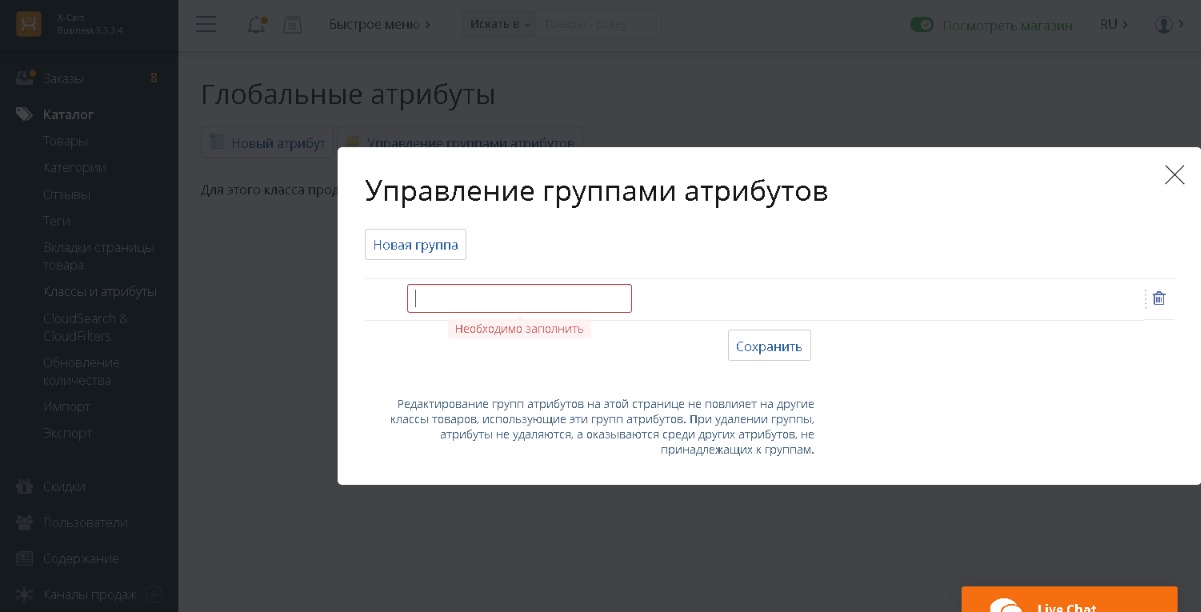 X-Cart
Business 5.3.3.4
Быстрое меню
Искать в
Товары - sr. key
Посмотреть магазин
RU
Заказы
8
Каталог
Товары
Категории
Отзывы
Теги
Вкладки страницы
товара
Классы и атрибуты
CloudSearch &
CloudFilters
Обновление
количества
Импорт
Экспорт
Скидки
Пользователи
Содержание
Каналы продаж
Глобальные атрибуты
Новый атрибут
Управление группами атрибутов
Для этого класса прод
Управление группами атрибутов
Новая группа
Необходимо заполнить
Сохранить
Редактирование групп атрибутов на этой странице не повлияет на другие
классы товаров, использующие эти групп атрибутов. При удалении группы,
атрибуты не удаляются, а оказываются среди других атрибутов, не
принадлежащих к группам.
Live Chat